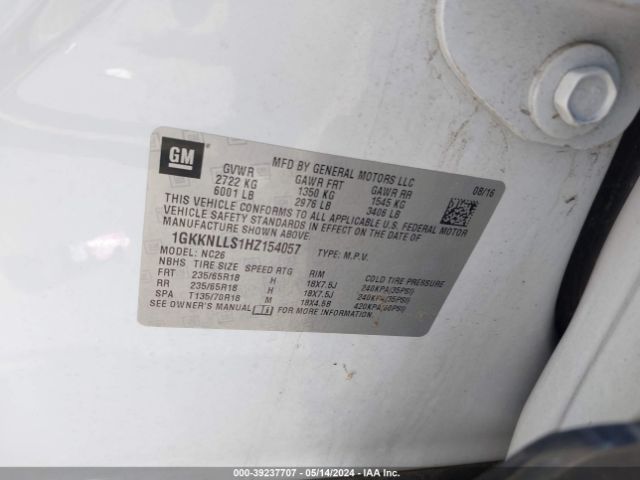 GM
MFD BY GENERAL MOTORS LLC
08/16
GVWR GAWR FRT GAWR RR
2722 KG 1350 KG 1545 KG
6001 LB 2976 LB 3406 LB
THIS VEHICLE CONFORMS TO ALL APPLICABLE U.S. FEDERAL MOTOR
VEHICLE SAFETY STANDARDS IN EFFECT ON THE DATE OF
MANUFACTURE SHOWN ABOVE.
1GKKNLLS1HZ154057 TYPE: M.P.V.
MODEL: NC26
NBHS TIRE SIZE SPEED RTG RIM COLD TIRE PRESSURE
FRT 235/65R18 H 18X7.5J 240KPA(35PSI)
RR 235/65R18 H 18X7.5J 240KPA(35PSI)
SPA T135/70R18 M 18X4.5B 420KPA(60PSI)
SEE OWNER'S MANUAL FOR MORE INFORMATION.
000-39237707 - 05/14/2024 - IAA Inc.